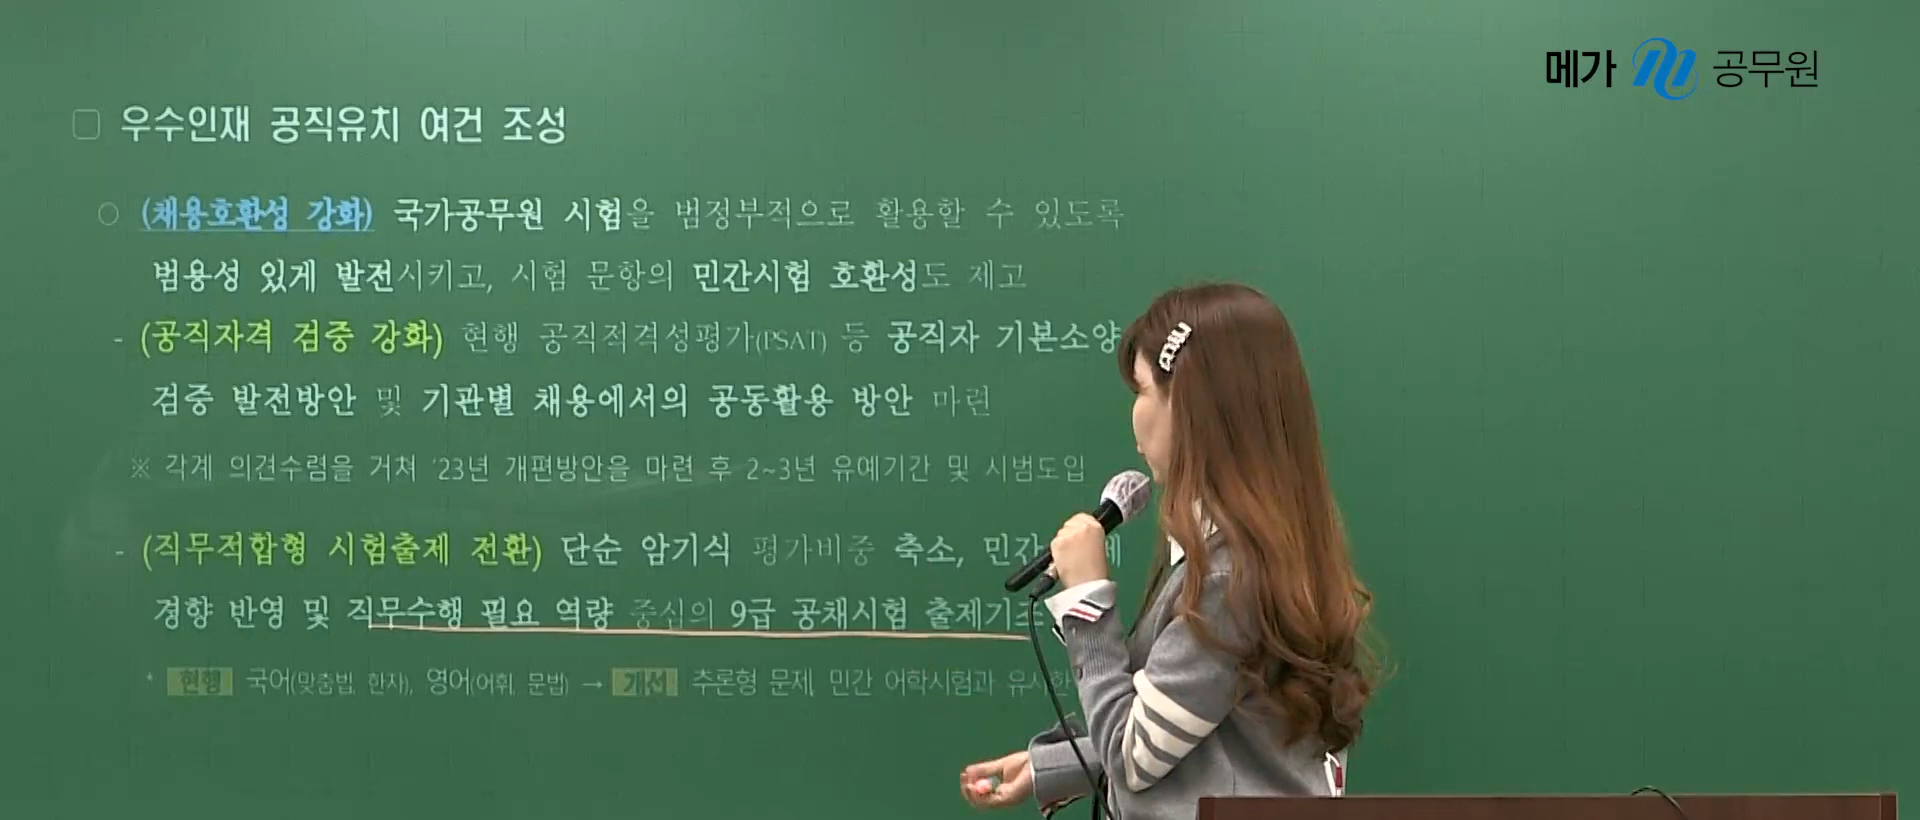 메가 공무원
□ 우수인재 공직유치 여건 조성
○ (채용호환성 강화) 국가공무원 시험을 범정부적으로 활용할 수 있도록
범용성 있게 발전시키고, 시험 문항의 민간시험 호환성도 제고
- (공직자격 검증 강화) 현행 공직적격성평가(PSAT) 등 공직자 기본소양
검증 발전방안 및 기관별 채용에서의 공동활용 방안 마련
※ 각계 의견수렴을 거쳐 '23년 개편방안을 마련 후 2~3년 유예기간 및 시범도입
- (직무적합형 시험출제 전환) 단순 암기식 평가비중 축소, 민간
경향 반영 및 직무수행 필요 역량 중심의 9급 공채시험 출제기조
* 현행 국어(맞춤법, 한자), 영어(어휘, 문법) → 개선 추론형 문제, 민간 어학시험과 유사한